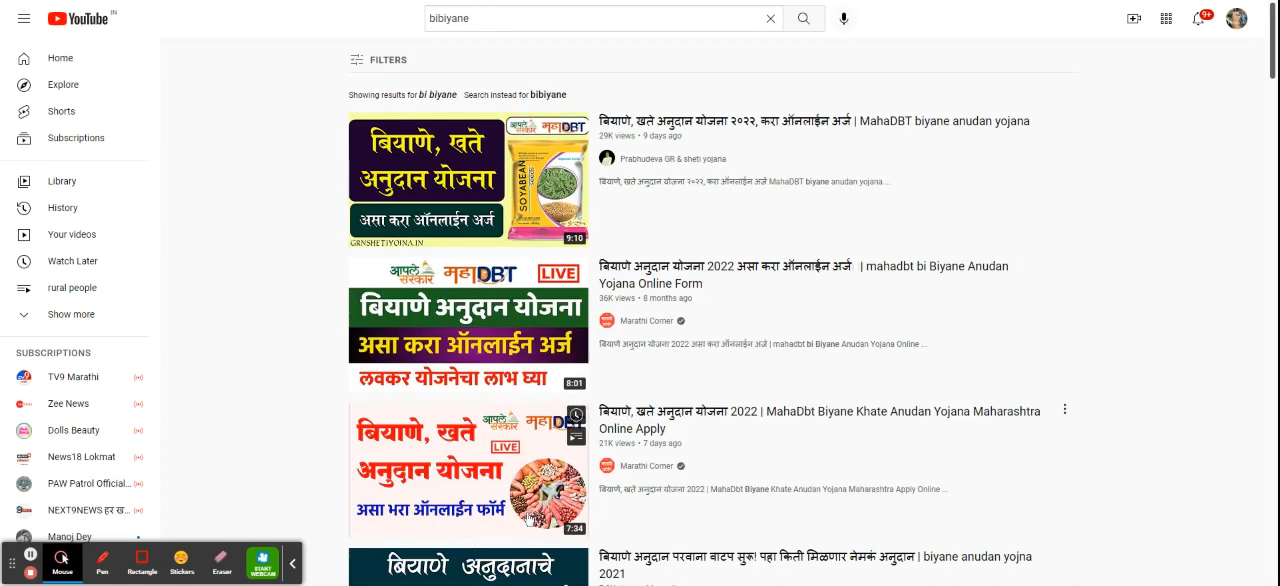 YouTube IN
bibiyane
9+
Home
Explore
Shorts
Subscriptions
Library
History
Your videos
Watch Later
rural people
Show more
SUBSCRIPTIONS
TV9 Marathi
Zee News
Dolls Beauty
News18 Lokmat
PAW Patrol Official...
NEXT9NEWS हर ख...
Manoj Dey
FILTERS
Showing results for bi biyane Search instead for bibiyane
बियाणे, खते
अनुदान योजना
असा करा ऑनलाईन अर्ज
GRNSHETIYOJNA.IN
आपले सरकार महाDBT
SOYABEAN
9:10
बियाणे, खते अनुदान योजना २०२२, करा ऑनलाईन अर्ज | MahaDBT biyane anudan yojana
29K views • 9 days ago
Prabhudeva GR & sheti yojana
बियाणे, खते अनुदान योजना २०२२, करा ऑनलाईन अर्ज MahaDBT biyane anudan yojana ...
आपले सरकार महाDBT LIVE
बियाणे अनुदान योजना
असा करा ऑनलाईन अर्ज
लवकर योजनेचा लाभ घ्या
8:01
बियाणे अनुदान योजना 2022 असा करा ऑनलाईन अर्ज | mahadbt bi Biyane Anudan
Yojana Online Form
36K views • 8 months ago
Marathi Corner
बियाणे अनुदान योजना 2022 असा करा ऑनलाईन अर्ज | mahadbt bi Biyane Anudan Yojana Online ...
आपले सरकार
बियाणे, खते
LIVE
अनुदान योजना
असा भरा ऑनलाईन फॉर्म
7:34
बियाणे, खते अनुदान योजना 2022 | MahaDbt Biyane Khate Anudan Yojana Maharashtra
Online Apply
21K views • 7 days ago
Marathi Corner
बियाणे, खते अनुदान योजना 2022 | MahaDbt Biyane Khate Anudan Yojana Maharashtra Apply Online ...
बियाणे अनुदानाचे
बियाणे अनुदान परवाना वाटप सुरू! पहा किती मिळणार नेमकं अनुदान | biyane anudan yojna
2021
Mouse
Pen
Rectangle
Stickers
Eraser
START
WEBCAM